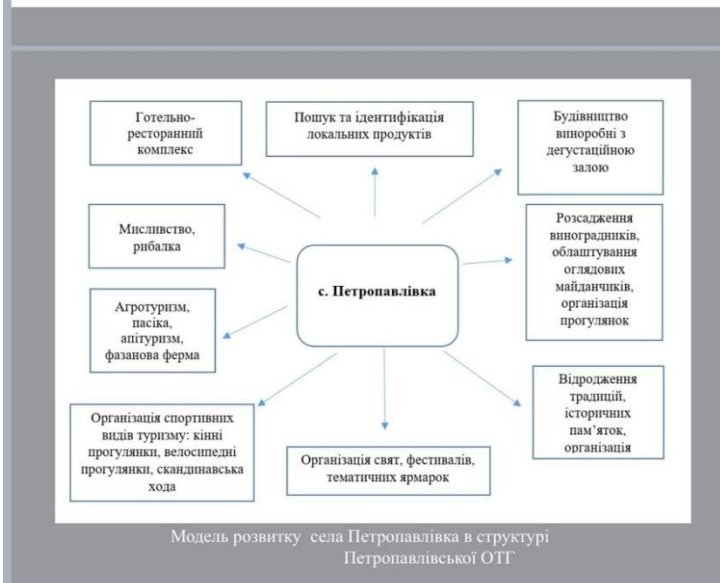 Готельно-
ресторанний
комплекс
Пошук та ідентифікація
локальних продуктів
Будівництво
виноробні з
дегустаційною
залою
Мисливство,
рибалка
Розсадження
виноградників,
облаштування
оглядових
майданчиків,
організація
прогулянок
с. Петропавлівка
Агротуризм,
пасіка,
апітуризм,
фазанова ферма
Відродження
традицій,
історичних
пам’яток,
організація
Організація спортивних
видів туризму: кінні
прогулянки, велосипедні
прогулянки, скандинавська
хода
Організація свят, фестивалів,
тематичних ярмарок
Модель розвитку села Петропавлівка в структурі
Петропавлівської ОТГ